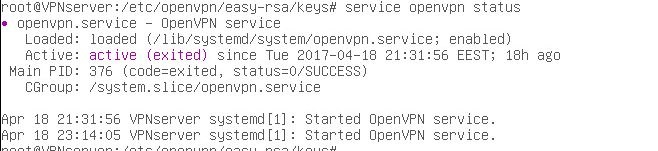 root@VPNserver:/etc/openvpn/easy-rsa/keys# service openvpn status
● openvpn.service - OpenVPN service
   Loaded: loaded (/lib/systemd/system/openvpn.service; enabled)
   Active: active (exited) since Tue 2017-04-18 21:31:56 EEST; 18h ago
 Main PID: 376 (code=exited, status=0/SUCCESS)
   CGroup: /system.slice/openvpn.service

Apr 18 21:31:56 VPNserver systemd[1]: Started OpenVPN service.
Apr 18 23:14:05 VPNserver systemd[1]: Started OpenVPN service.
root@VPNserver:/etc/openvpn/easy-rsa/keys#